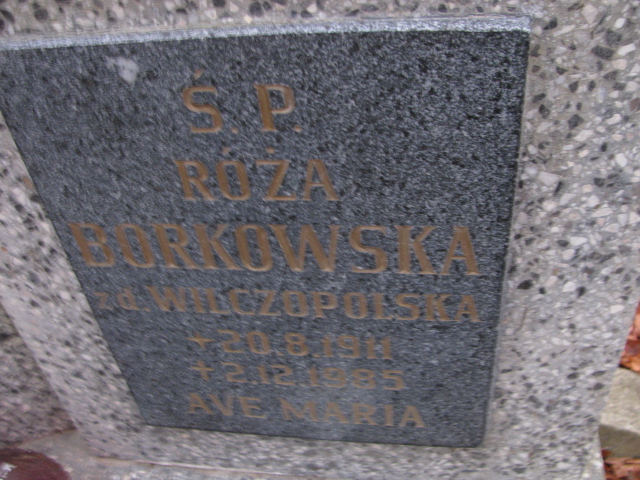 Ś. P.
RÓŻA
BORKOWSKA
z d. WILCZOPOLSKA
+ 20.8.1911
+ 2.12.1985
AVE MARIA